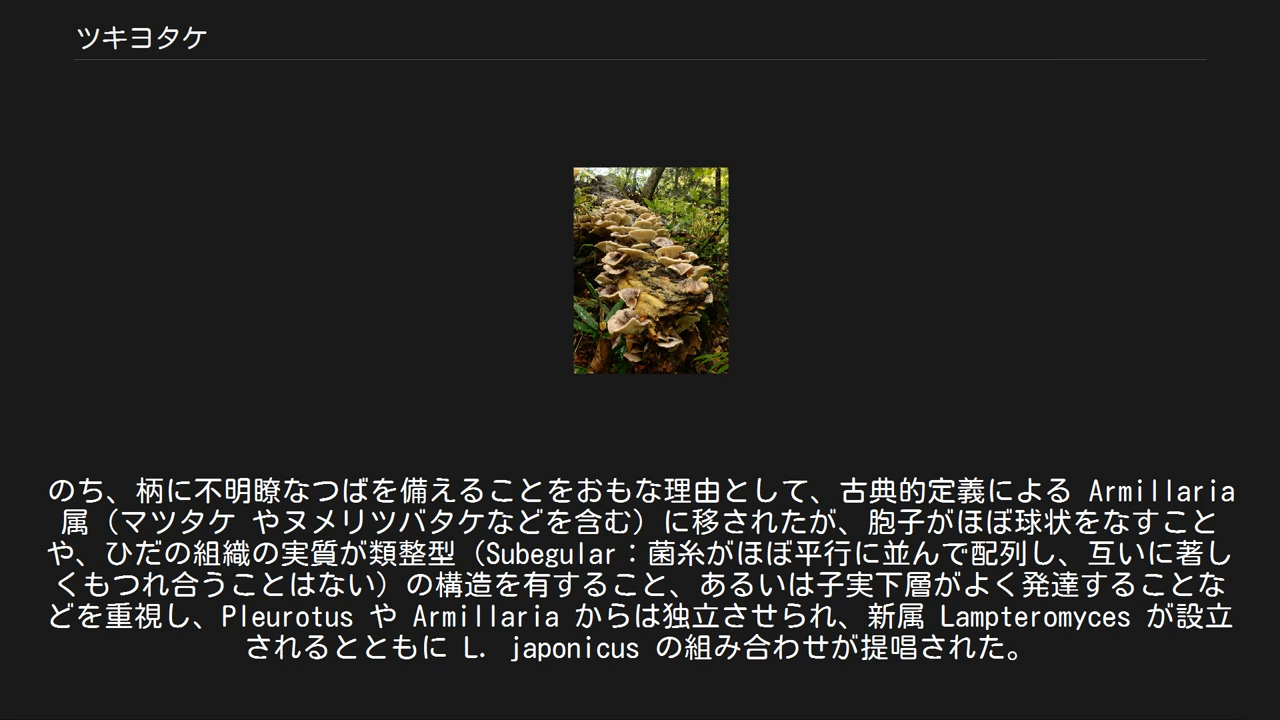 ツキヨタケ
のち、柄に不明瞭なつばを備えることをおもな理由として、古典的定義による Armillaria
属（マツタケ やヌメリツバタケなどを含む）に移されたが、胞子がほぼ球状をなすこと
や、ひだの組織の実質が類整型（Subegular：菌糸がほぼ平行に並んで配列し、互いに著し
くもつれ合うことはない）の構造を有すること、あるいは子実下層がよく発達することな
どを重視し、Pleurotus や Armillaria からは独立させられ、新属 Lampteromyces が設立
されるとともに L. japonicus の組み合わせが提唱された。